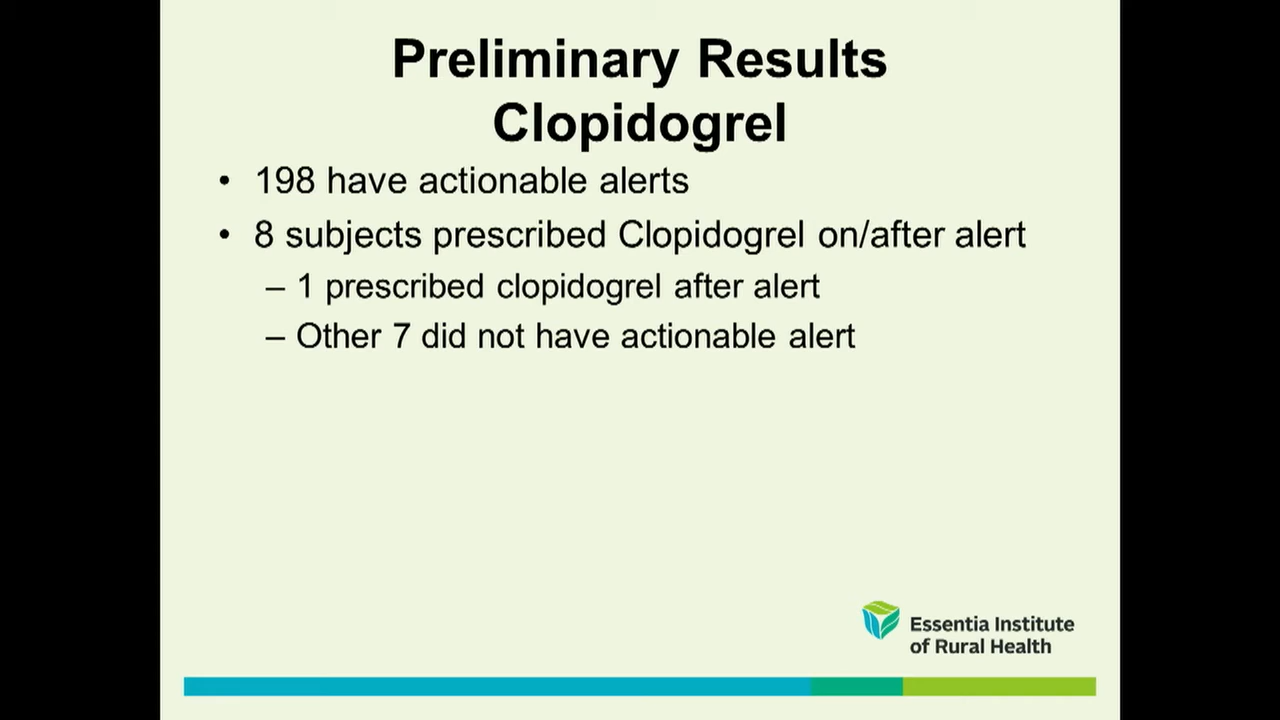 Preliminary Results
Clopidogrel
• 198 have actionable alerts
• 8 subjects prescribed Clopidogrel on/after alert
– 1 prescribed clopidogrel after alert
– Other 7 did not have actionable alert
Essentia Institute
of Rural Health